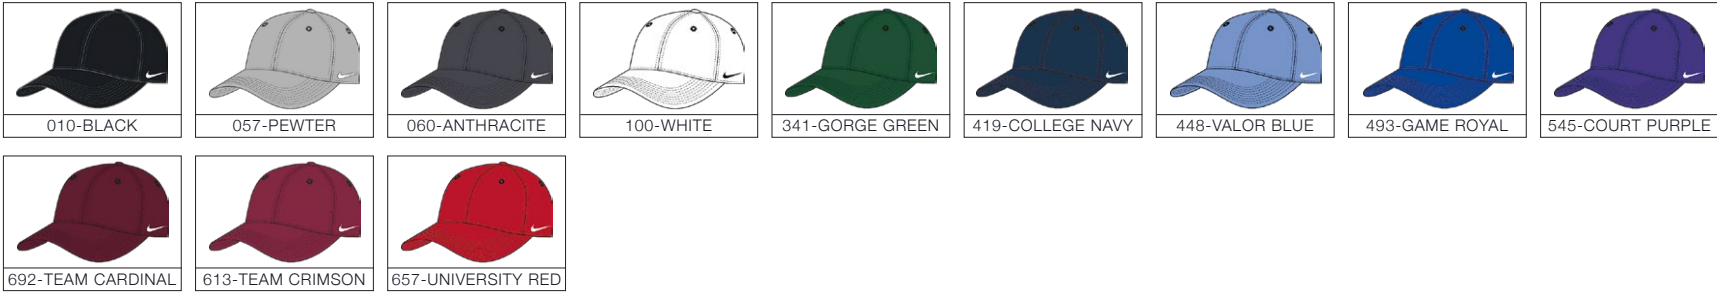 010-BLACK
057-PEWTER
060-ANTHRACITE
100-WHITE
341-GORGE GREEN
419-COLLEGE NAVY
448-VALOR BLUE
493-GAME ROYAL
545-COURT PURPLE
692-TEAM CARDINAL
613-TEAM CRIMSON
657-UNIVERSITY RED